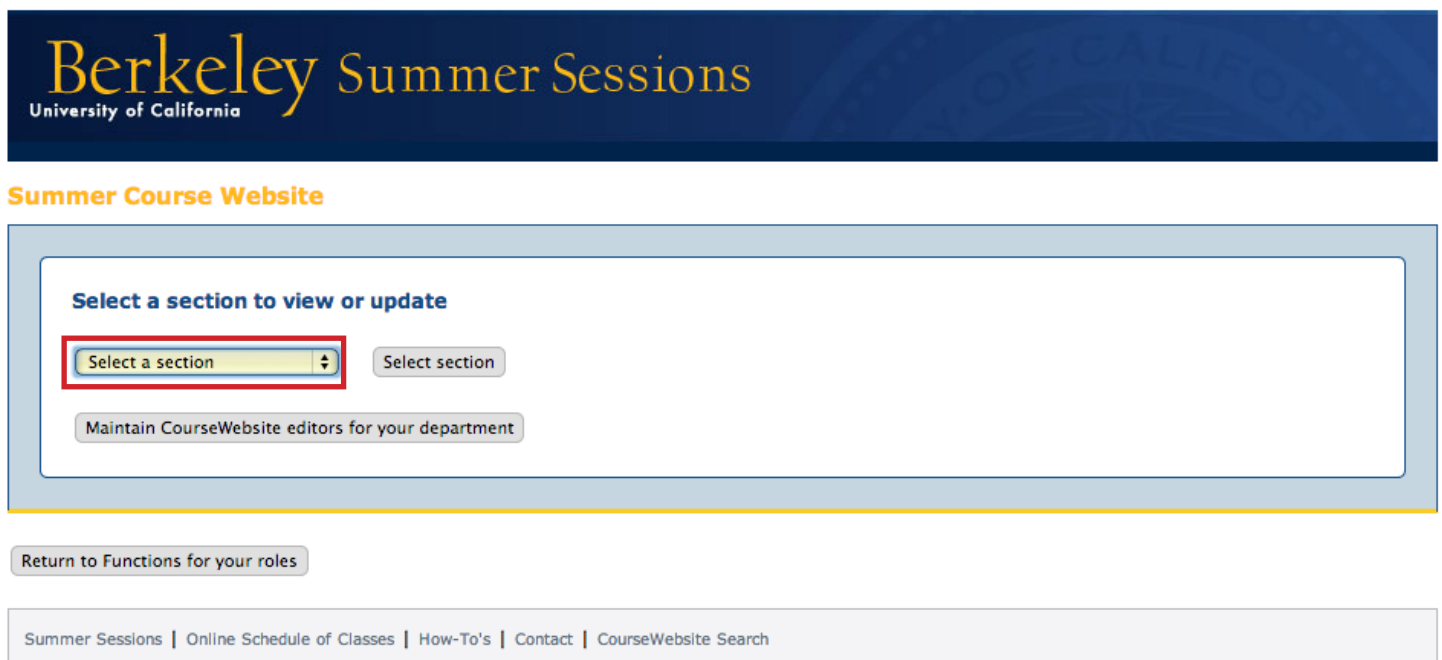 Berkeley Summer Sessions
University of California
OF · CALIFOR
Summer Course Website
Select a section to view or update
Select a section Select section
Maintain CourseWebsite editors for your department
Return to Functions for your roles
Summer Sessions | Online Schedule of Classes | How-To's | Contact | CourseWebsite Search